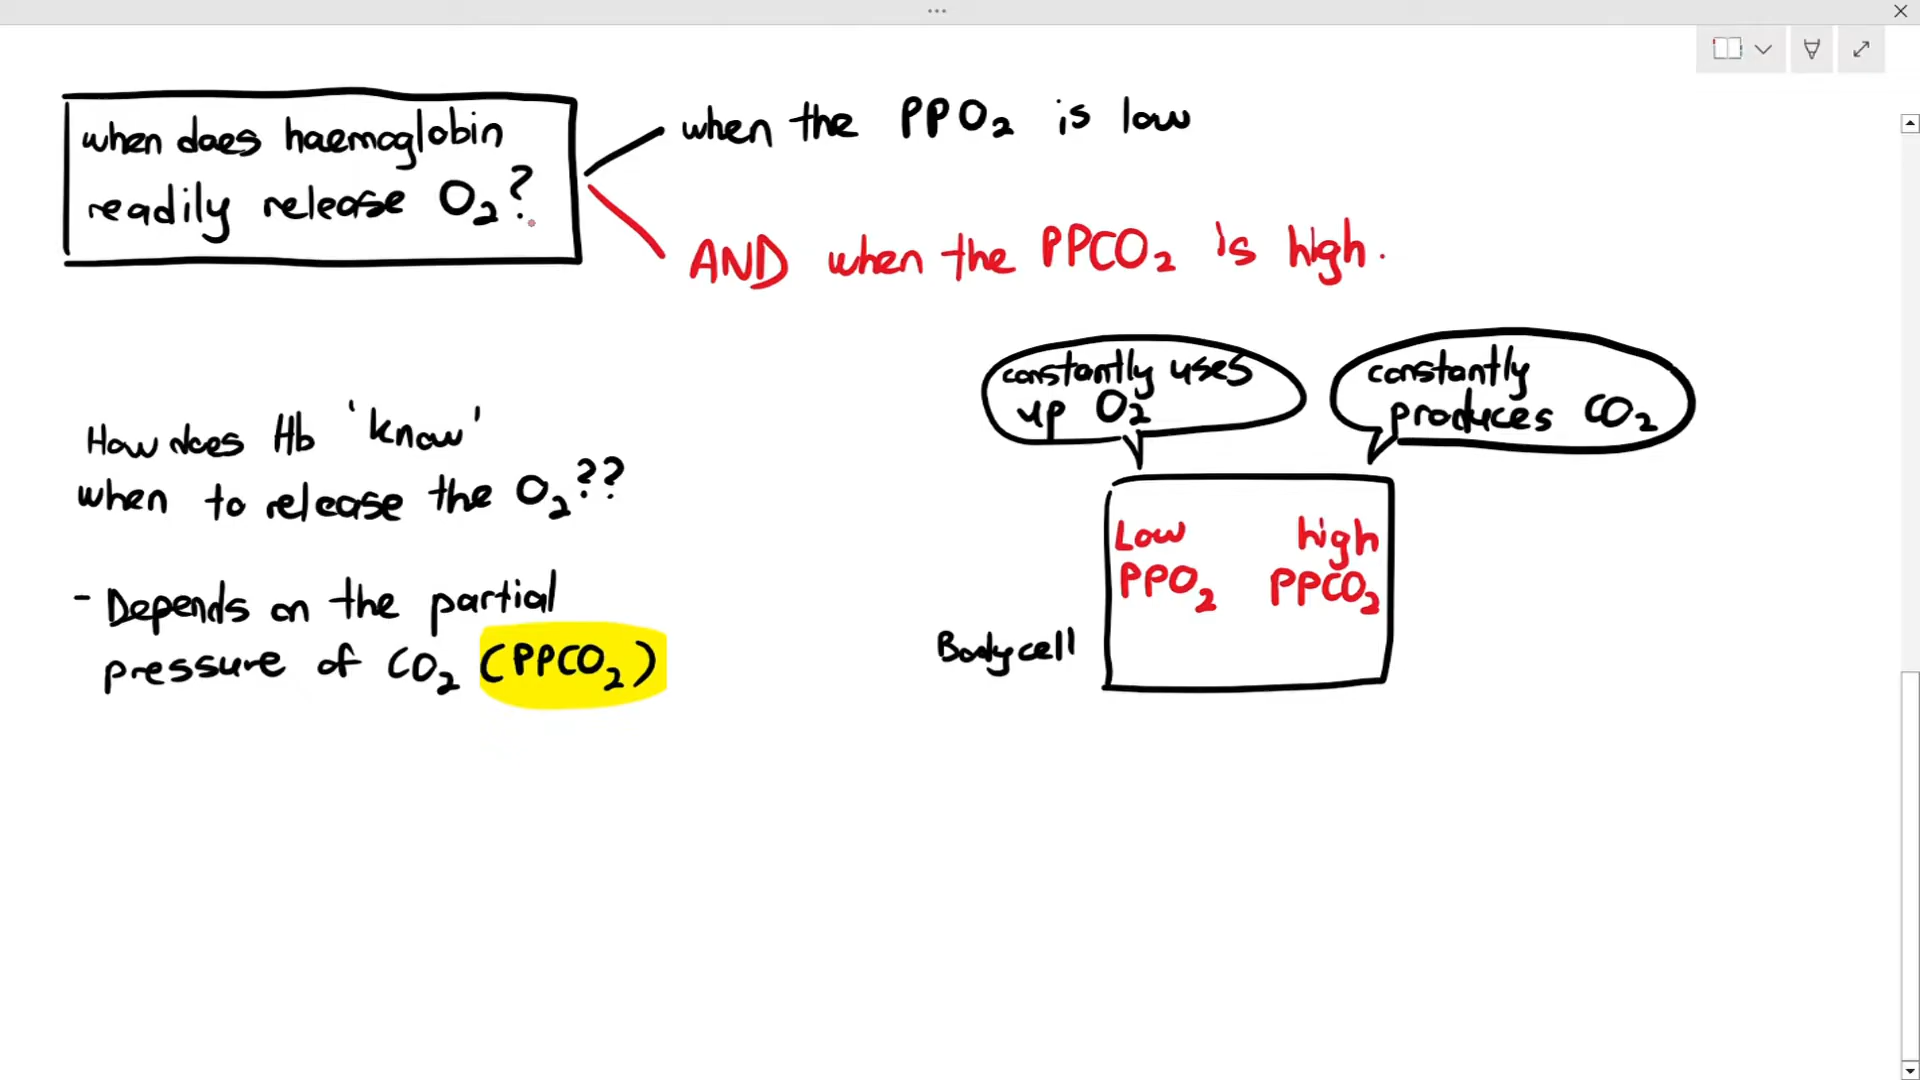 when does haemoglobin
readily release O₂?
when the PPO₂ is low
AND when the PPCO₂ is high.
How does Hb 'know'
when to release the O₂??
- Depends on the partial
pressure of CO₂ (PPCO₂)
constantly uses
up O₂
constantly
produces CO₂
Low
PPO₂
high
PPCO₂
Body cell